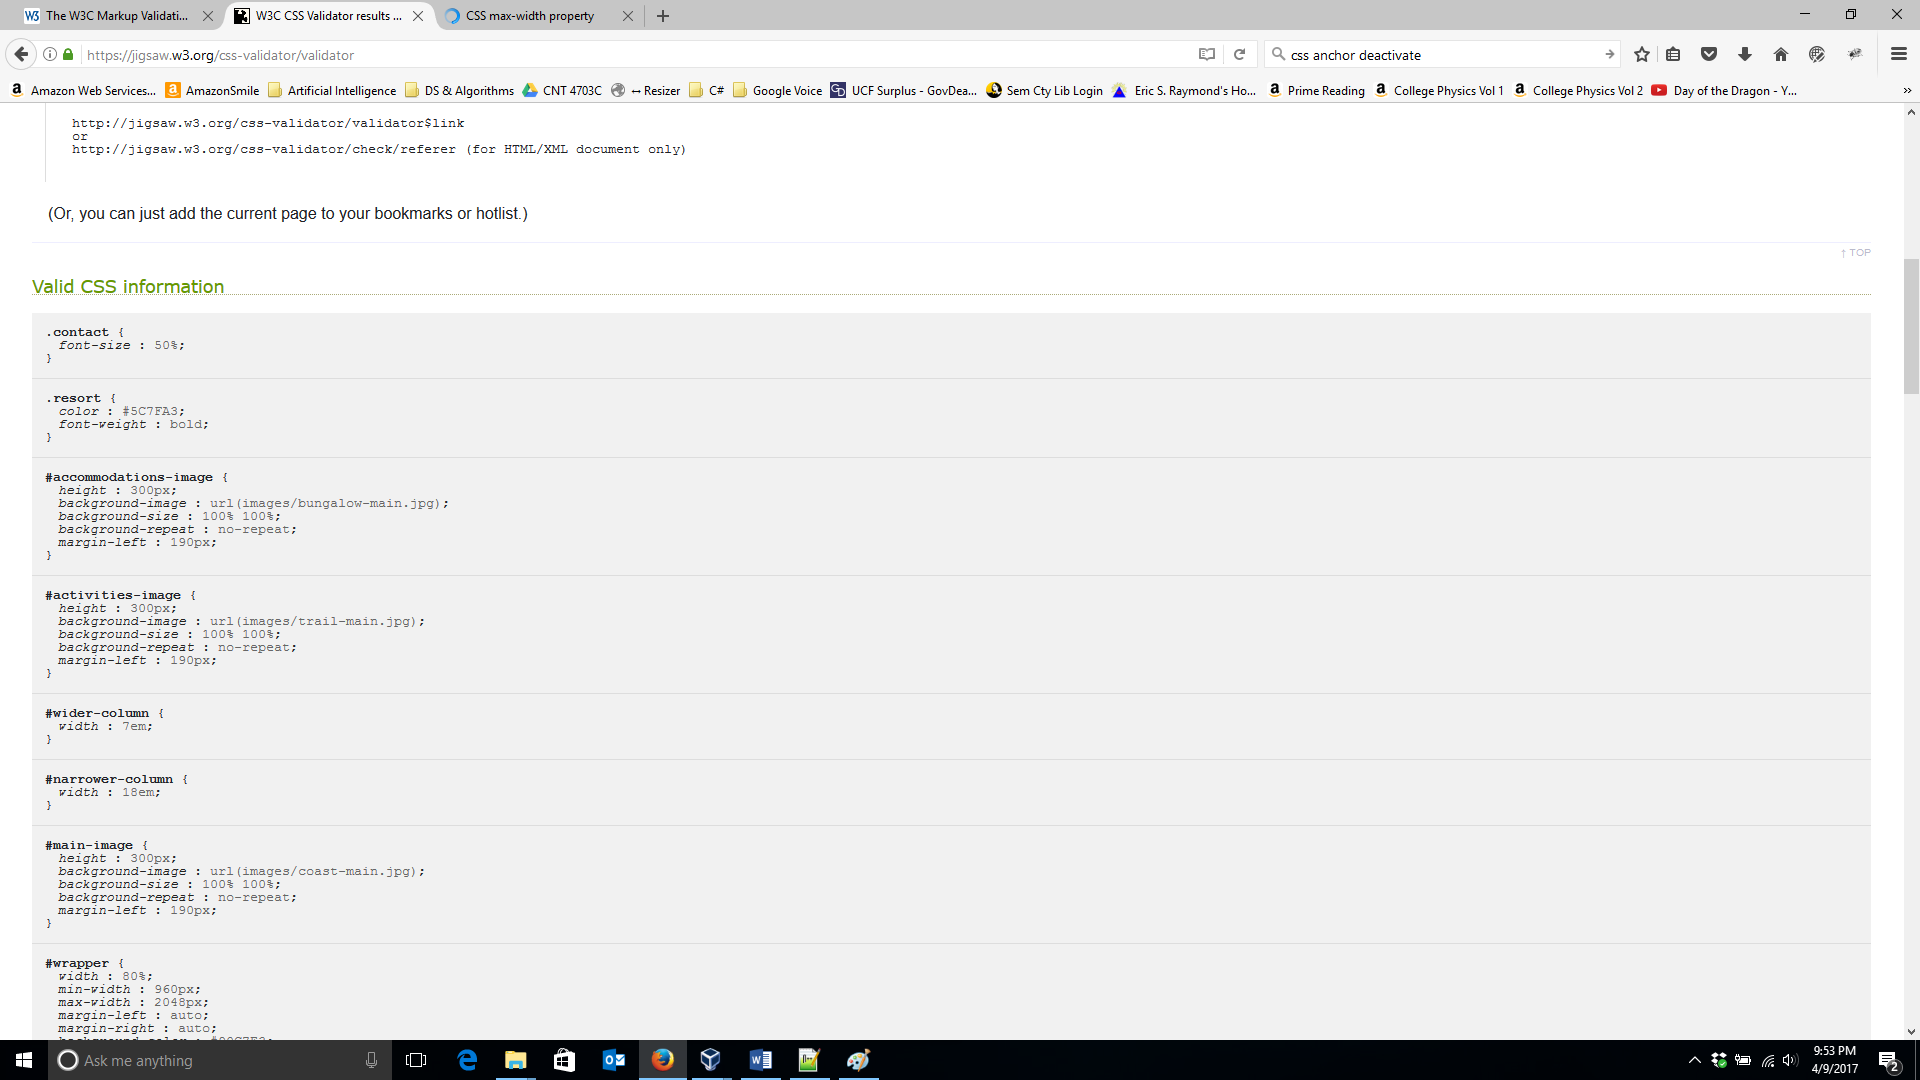 The W3C Markup Validati...
W3C CSS Validator results ...
CSS max-width property
https://jigsaw.w3.org/css-validator/validator
css anchor deactivate
Amazon Web Services...
AmazonSmile
Artificial Intelligence
DS & Algorithms
CNT 4703C
↔ Resizer
C#
Google Voice
UCF Surplus - GovDea...
Sem Cty Lib Login
Eric S. Raymond's Ho...
Prime Reading
College Physics Vol 1
College Physics Vol 2
Day of the Dragon - Y...
http://jigsaw.w3.org/css-validator/validator$link
or
http://jigsaw.w3.org/css-validator/check/referer (for HTML/XML document only)
(Or, you can just add the current page to your bookmarks or hotlist.)
↑ TOP
Valid CSS information
.contact {
font-size : 50%;
}
.resort {
color : #5C7FA3;
font-weight : bold;
}
#accommodations-image {
height : 300px;
background-image : url(images/bungalow-main.jpg);
background-size : 100% 100%;
background-repeat : no-repeat;
margin-left : 190px;
}
#activities-image {
height : 300px;
background-image : url(images/trail-main.jpg);
background-size : 100% 100%;
background-repeat : no-repeat;
margin-left : 190px;
}
#wider-column {
width : 7em;
}
#narrower-column {
width : 18em;
}
#main-image {
height : 300px;
background-image : url(images/coast-main.jpg);
background-size : 100% 100%;
background-repeat : no-repeat;
margin-left : 190px;
}
#wrapper {
width : 80%;
min-width : 960px;
max-width : 2048px;
margin-left : auto;
margin-right : auto;
Ask me anything
9:53 PM
4/9/2017
2